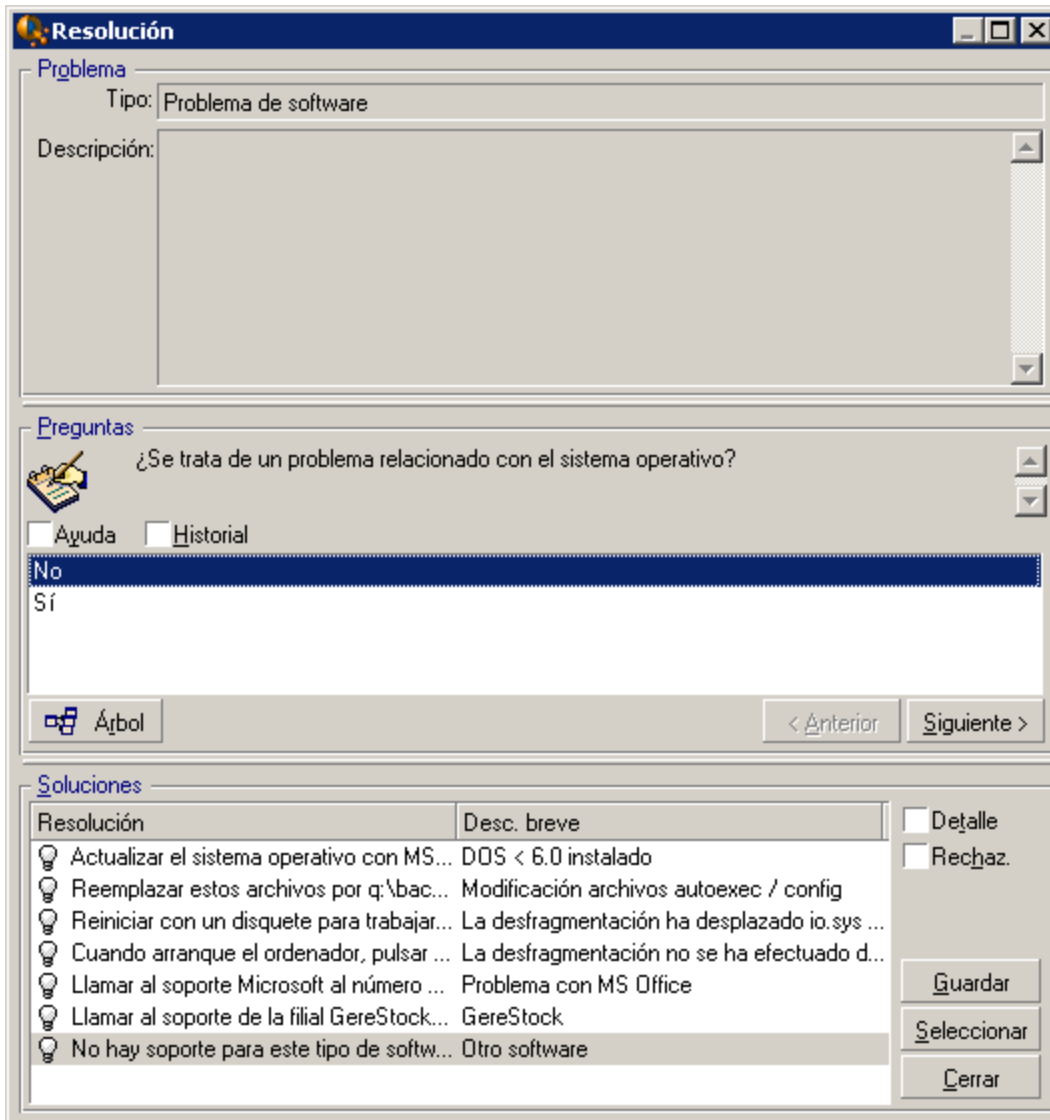 Resolución
Problema
Tipo: Problema de software
Descripción:
Preguntas
¿Se trata de un problema relacionado con el sistema operativo?
Ayuda Historial
No
Sí
Árbol < Anterior Siguiente >
Soluciones
Resolución Desc. breve Detalle
Actualizar el sistema operativo con MS... DOS < 6.0 instalado Rechaz.
Reemplazar estos archivos por q:\bac... Modificación archivos autoexec / config
Reiniciar con un disquete para trabajar... La desfragmentación ha desplazado io.sys ...
Cuando arranque el ordenador, pulsar ... La desfragmentación no se ha efectuado d...
Llamar al soporte Microsoft al número ... Problema con MS Office Guardar
Llamar al soporte de la filial GereStock... GereStock
No hay soporte para este tipo de softw... Otro software Seleccionar
Cerrar